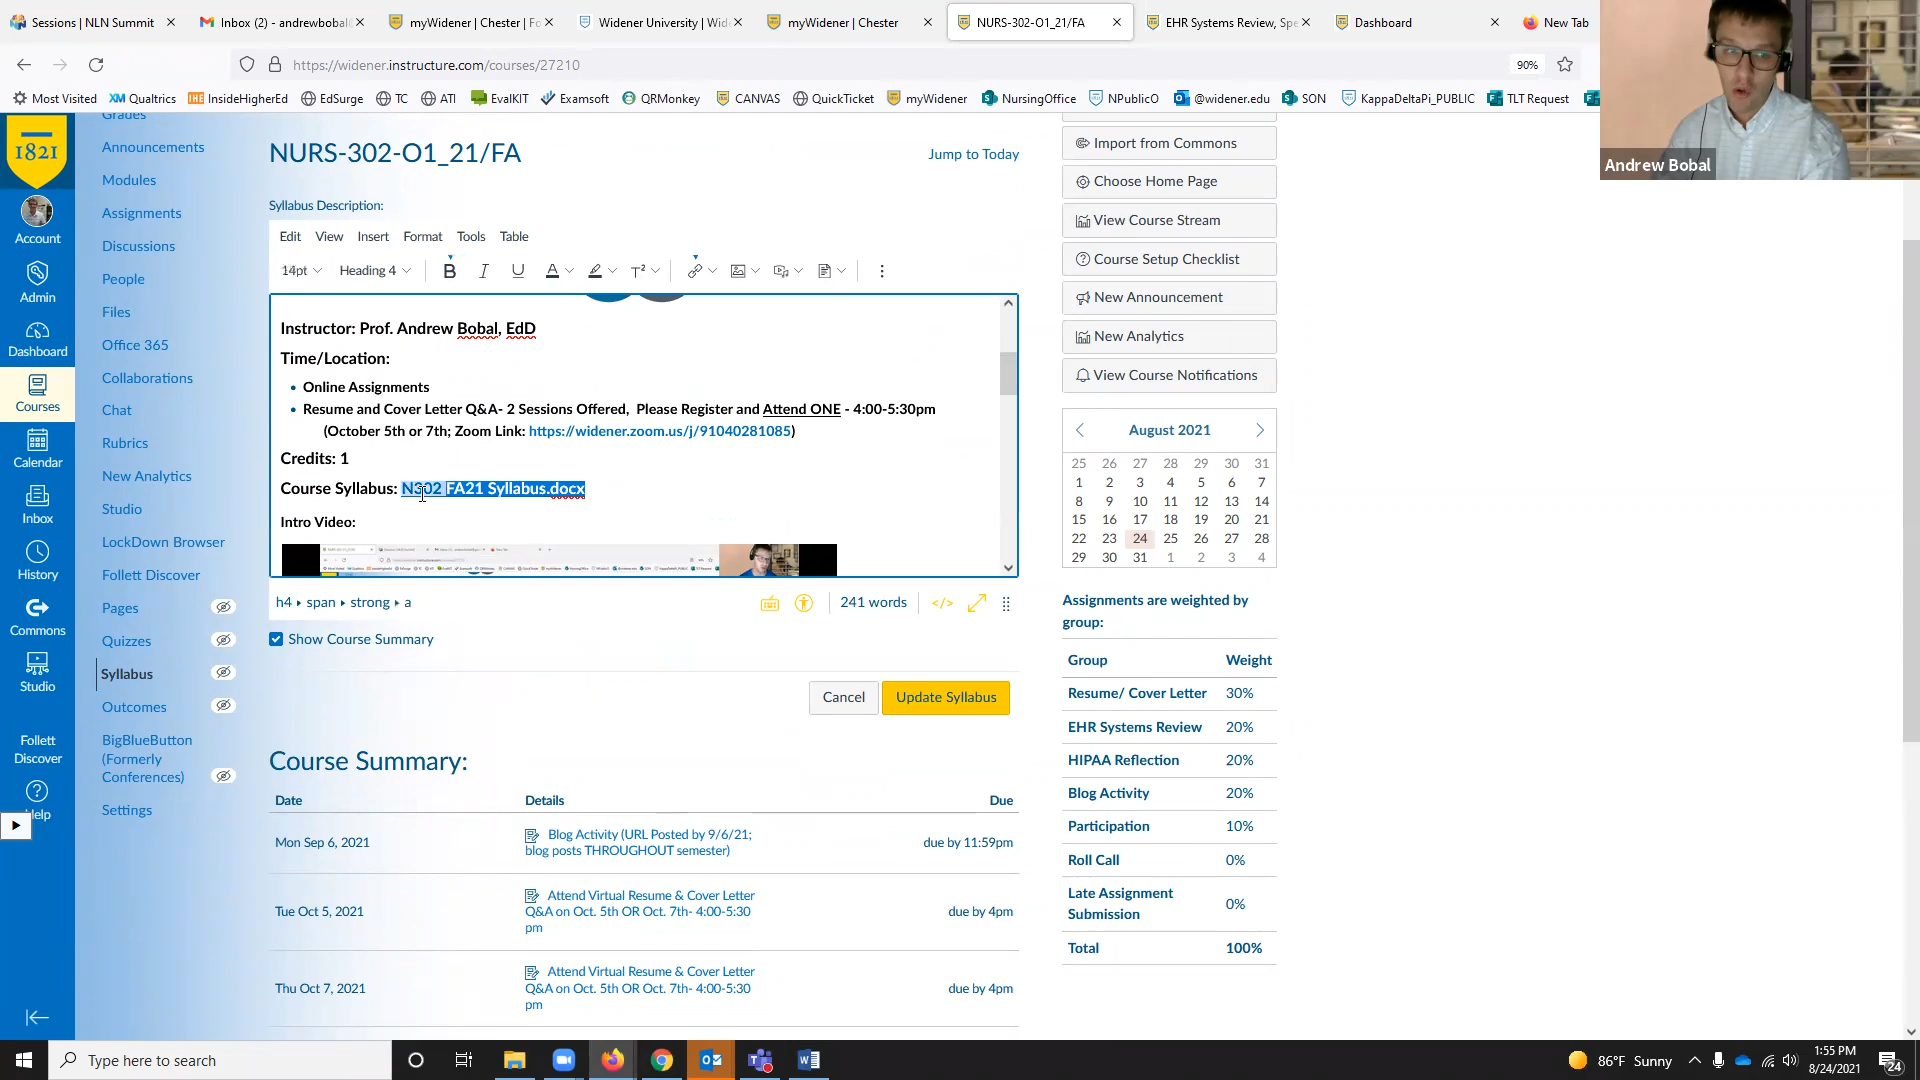 Sessions | NLN Summit
Inbox (2) - andrewbobal
myWidener | Chester | Fo
Widener University | Wid
myWidener | Chester
NURS-302-O1_21/FA
EHR Systems Review, Spe
Dashboard
New Tab
https://widener.instructure.com/courses/27210
90%
Most Visited
Qualtrics
InsideHigherEd
EdSurge
TC
ATI
EvalKIT
Examsoft
QRMonkey
CANVAS
QuickTicket
myWidener
NursingOffice
NPublicO
@widener.edu
SON
KappaDeltaPi_PUBLIC
TLT Request
Andrew Bobal
1821
Account
Admin
Dashboard
Courses
Calendar
Inbox
History
Commons
Studio
Follett
Discover
Help
Grades
Announcements
Modules
Assignments
Discussions
People
Files
Office 365
Collaborations
Chat
Rubrics
New Analytics
Studio
LockDown Browser
Follett Discover
Pages
Quizzes
Syllabus
Outcomes
BigBlueButton
(Formerly
Conferences)
Settings
NURS-302-O1_21/FA
Jump to Today
Syllabus Description:
Edit View Insert Format Tools Table
14pt Heading 4 B I U A T²
Instructor: Prof. Andrew Bobal, EdD
Time/Location:
Online Assignments
Resume and Cover Letter Q&A- 2 Sessions Offered, Please Register and Attend ONE - 4:00-5:30pm
(October 5th or 7th; Zoom Link: https://widener.zoom.us/j/91040281085)
Credits: 1
Course Syllabus: N302 FA21 Syllabus.docx
Intro Video:
h4 ▸ span ▸ strong ▸ a
241 words
</>
Show Course Summary
Cancel
Update Syllabus
Course Summary:
Date Details Due
Mon Sep 6, 2021
Blog Activity (URL Posted by 9/6/21;
blog posts THROUGHOUT semester)
due by 11:59pm
Tue Oct 5, 2021
Attend Virtual Resume & Cover Letter
Q&A on Oct. 5th OR Oct. 7th- 4:00-5:30
pm
due by 4pm
Thu Oct 7, 2021
Attend Virtual Resume & Cover Letter
Q&A on Oct. 5th OR Oct. 7th- 4:00-5:30
pm
due by 4pm
Import from Commons
Choose Home Page
View Course Stream
Course Setup Checklist
New Announcement
New Analytics
View Course Notifications
August 2021
25 26 27 28 29 30 31
1 2 3 4 5 6 7
8 9 10 11 12 13 14
15 16 17 18 19 20 21
22 23 24 25 26 27 28
29 30 31 1 2 3 4
Assignments are weighted by
group:
Group Weight
Resume/ Cover Letter 30%
EHR Systems Review 20%
HIPAA Reflection 20%
Blog Activity 20%
Participation 10%
Roll Call 0%
Late Assignment
Submission 0%
Total 100%
Type here to search
86°F Sunny
1:55 PM
8/24/2021
24